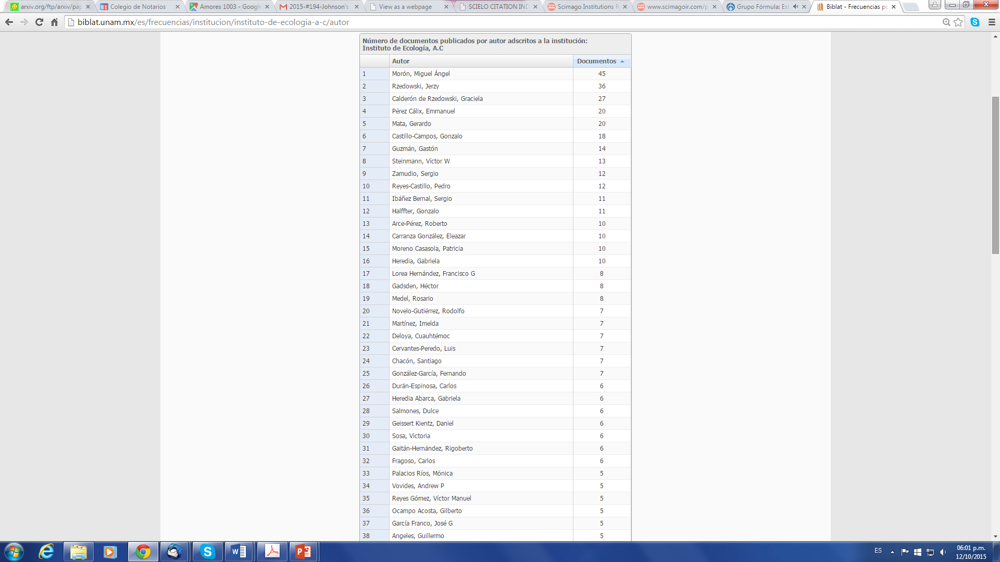 arxiv.org/ftp/arxiv/pap
Colegio de Notarios
Amores 1003 - Google
2015-#194-Johnson's
View as a webpage
SCIELO CITATION IND
Scimago Institutions R
www.scimagoir.com/p
Grupo Fórmula: Est
Biblat - Frecuencias po
biblat.unam.mx/es/frecuencias/institucion/instituto-de-ecologia-a-c/autor
Número de documentos publicados por autor adscritos a la institución:
Instituto de Ecología, A.C
Autor Documentos
1 Morón, Miguel Ángel 45
2 Rzedowski, Jerzy 36
3 Calderón de Rzedowski, Graciela 27
4 Pérez Cálix, Emmanuel 20
5 Mata, Gerardo 20
6 Castillo-Campos, Gonzalo 18
7 Guzmán, Gastón 14
8 Steinmann, Víctor W 13
9 Zamudio, Sergio 12
10 Reyes-Castillo, Pedro 12
11 Ibáñez Bernal, Sergio 11
12 Halffter, Gonzalo 11
13 Arce-Pérez, Roberto 10
14 Carranza González, Eleazar 10
15 Moreno Casasola, Patricia 10
16 Heredia, Gabriela 10
17 Lorea Hernández, Francisco G 8
18 Gadsden, Héctor 8
19 Medel, Rosario 8
20 Novelo-Gutiérrez, Rodolfo 7
21 Martínez, Imelda 7
22 Deloya, Cuauhtémoc 7
23 Cervantes-Peredo, Luis 7
24 Chacón, Santiago 7
25 González-García, Fernando 7
26 Durán-Espinosa, Carlos 6
27 Heredia Abarca, Gabriela 6
28 Salmones, Dulce 6
29 Geissert Kientz, Daniel 6
30 Sosa, Victoria 6
31 Gaitán-Hernández, Rigoberto 6
32 Fragoso, Carlos 6
33 Palacios Ríos, Mónica 5
34 Vovides, Andrew P 5
35 Reyes Gómez, Víctor Manuel 5
36 Ocampo Acosta, Gilberto 5
37 García Franco, José G 5
38 Angeles, Guillermo 5
ES
06:01 p.m.
12/10/2015